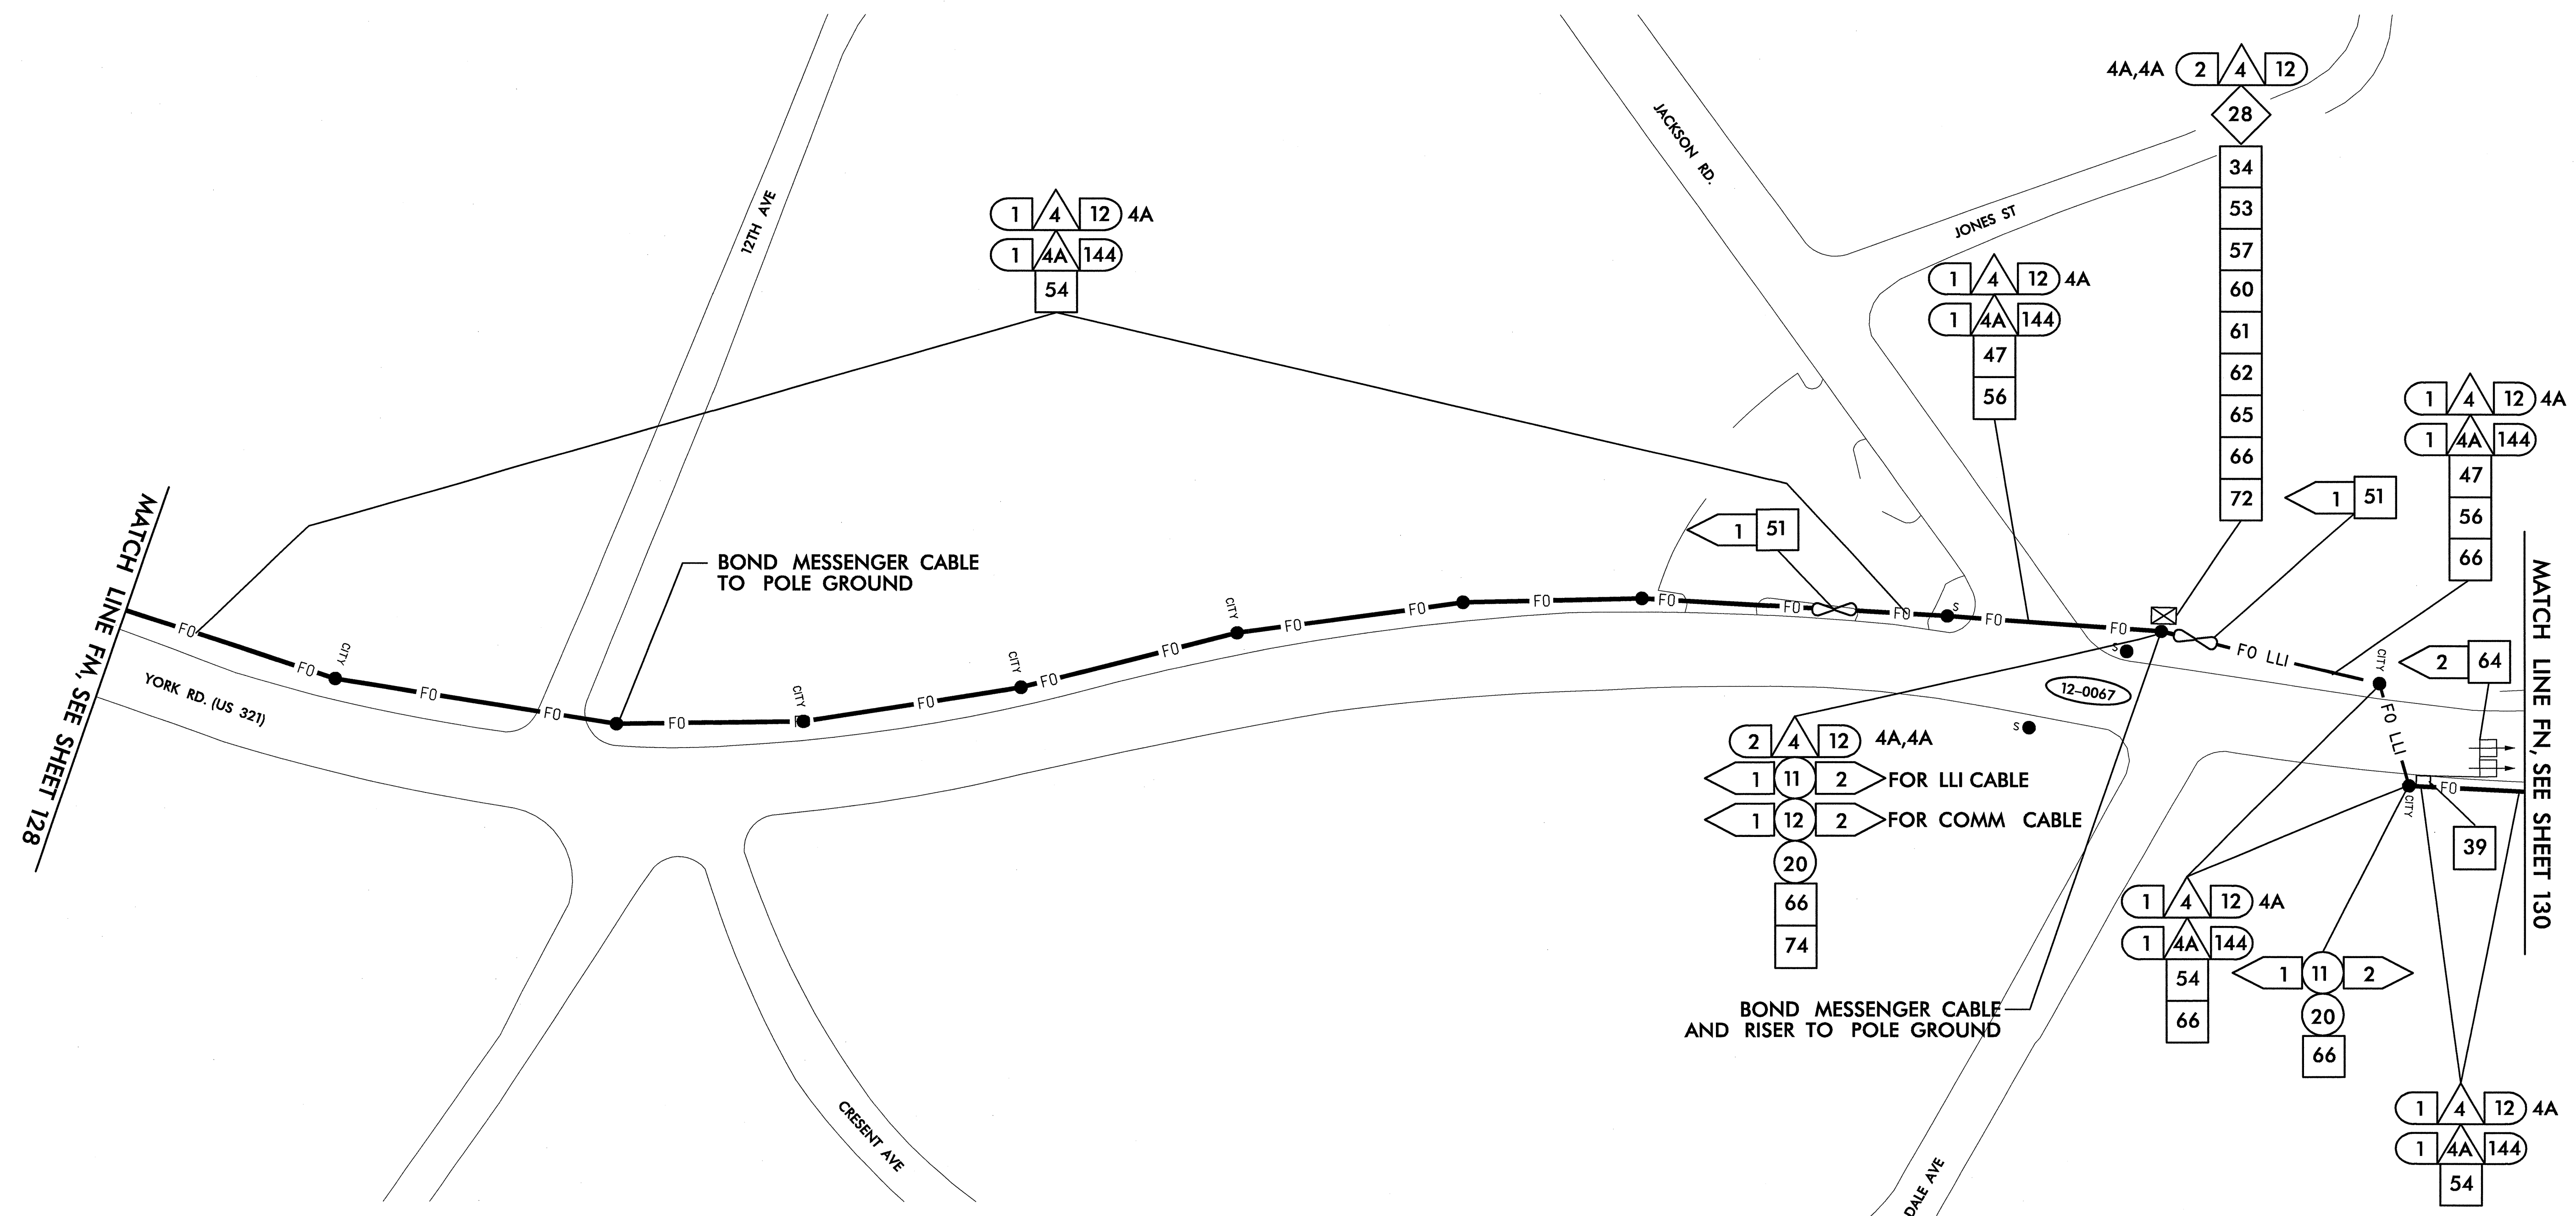 4A,4A 2 4 12
28
34
53
57
60
61
62
65
66
72
JACKSON RD.
JONES ST
12TH AVE
1 4 12 4A
1 4A 144
54
1 4 12 4A
1 4A 144
47
56
1 4 12 4A
1 4A 144
47
56
66
1 51
1 51
MATCH LINE FM, SEE SHEET 128
MATCH LINE FN, SEE SHEET 130
BOND MESSENGER CABLE
TO POLE GROUND
FO
FO
CITY
FO
FO
FO
CITY
FO
CITY
FO
FO
CITY
FO
FO
FO
FO
FO
FO
S
FO
FO
S
FO LLI
CITY
FO LLI
CITY
FO
2 64
YORK RD. (US 321)
12-0067
S
2 4 12 4A,4A
1 11 2 FOR LLI CABLE
1 12 2 FOR COMM CABLE
20
66
74
39
1 4 12 4A
1 4A 144
54
66
1 11 2
20
66
BOND MESSENGER CABLE
AND RISER TO POLE GROUND
1 4 12 4A
1 4A 144
54
CRESENT AVE
DALE AVE